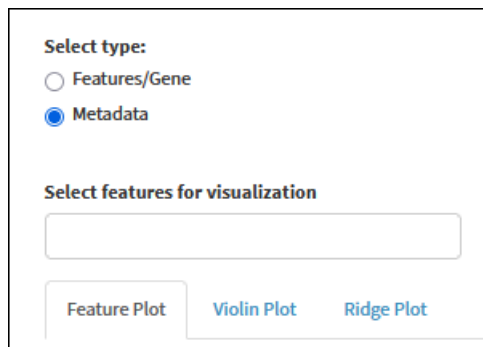 Select type:
Features/Gene
Metadata
Select features for visualization
Feature Plot Violin Plot Ridge Plot